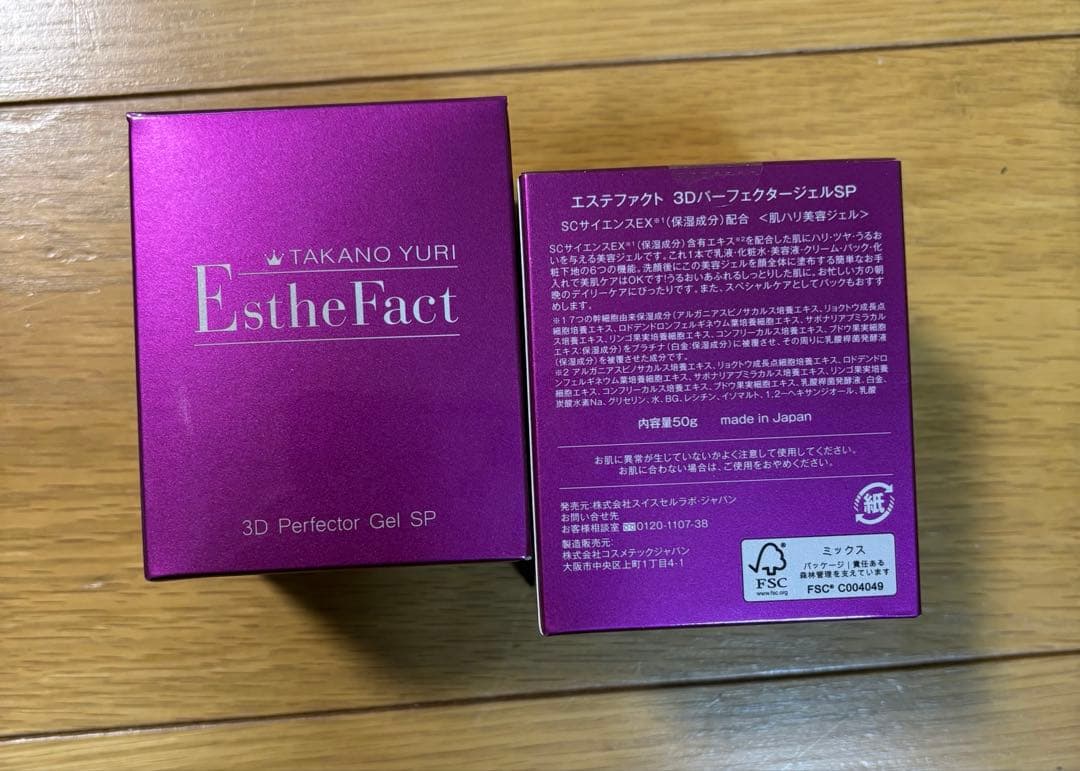 TAKANO YURI
EstheFact
3D Perfector Gel SP
エステファクト 3DパーフェクタージェルSP
SCサイエンスEX※1(保湿成分)配合 <肌ハリ美容ジェル>
SCサイエンスEX※1(保湿成分)含有エキス※2を配合した肌にハリ・ツヤ・うるお
いを与える美容ジェルです。これ1本で乳液・化粧水・美容液・クリーム・パック・化
粧下地の6つの機能。洗顔後にこの美容ジェルを顔全体に塗布する簡単なお手
入れで美肌ケアはOKです!うるおいあふれるしっとりした肌に。お忙しい方の朝
晩のデイリーケアにぴったりです。また、スペシャルケアとしてパックもおすす
めします。
※1 7つの幹細胞由来保湿成分(アルガニアスピノサカルス培養エキス、リョクトウ成長点
細胞培養エキス、ロドデンドロンフェルギネウム葉培養細胞エキス、サポナリアプミラカル
ス培養エキス、リンゴ果実培養細胞エキス、コンフリーカルス培養エキス、ブドウ果実細胞
エキス:保湿成分)をプラチナ(白金:保湿成分)に被覆させ、その周りに乳酸桿菌発酵液
(保湿成分)を被覆させた成分です。
※2 アルガニアスピノサカルス培養エキス、リョクトウ成長点細胞培養エキス、ロドデンドロ
ンフェルギネウム葉培養細胞エキス、サポナリアプミラカルス培養エキス、リンゴ果実培養
細胞エキス、コンフリーカルス培養エキス、ブドウ果実細胞エキス、乳酸桿菌発酵液、白金、
炭酸水素Na、グリセリン、水、BG、レシチン、イソマルト、1,2-ヘキサンジオール、乳酸
内容量50g made in Japan
お肌に異常が生じていないかよく注意して使用してください。
お肌に合わない場合は、ご使用をおやめください。
発売元:株式会社スイスセルラボ・ジャパン
お問い合せ先
お客様相談室 0120-1107-38
製造販売元:
株式会社コスメテックジャパン
大阪市中央区上町1丁目4-1
紙
FSC
www.fsc.org
ミックス
パッケージ|責任ある
森林管理を支えています
FSC® C004049